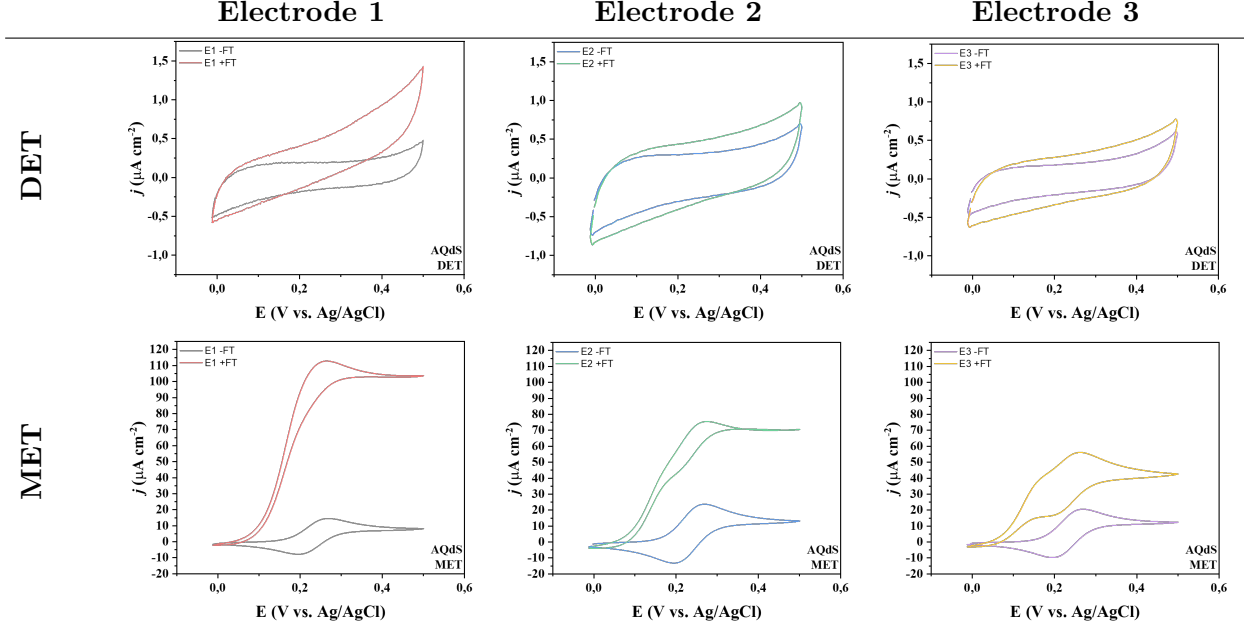 Electrode 1 Electrode 2 Electrode 3
DET
E1 -FT
E1 +FT
1,5
1,0
0,5
0,0
-0,5
-1,0
j (μA cm-2)
AQdS
DET
0,0 0,2 0,4 0,6
E (V vs. Ag/AgCl)
E2 -FT
E2 +FT
1,5
1,0
0,5
0,0
-0,5
-1,0
j (μA cm-2)
AQdS
DET
0,0 0,2 0,4 0,6
E (V vs. Ag/AgCl)
E3 -FT
E3 +FT
1,5
1,0
0,5
0,0
-0,5
-1,0
j (μA cm-2)
AQdS
DET
0,0 0,2 0,4 0,6
E (V vs. Ag/AgCl)
MET
E1 -FT
E1 +FT
120
110
100
90
80
70
60
50
40
30
20
10
0
-10
-20
j (μA cm-2)
AQdS
MET
0,0 0,2 0,4 0,6
E (V vs. Ag/AgCl)
E2 -FT
E2 +FT
120
110
100
90
80
70
60
50
40
30
20
10
0
-10
-20
j (μA cm-2)
AQdS
MET
0,0 0,2 0,4 0,6
E (V vs. Ag/AgCl)
E3 -FT
E3 +FT
120
110
100
90
80
70
60
50
40
30
20
10
0
-10
-20
j (μA cm-2)
AQdS
MET
0,0 0,2 0,4 0,6
E (V vs. Ag/AgCl)